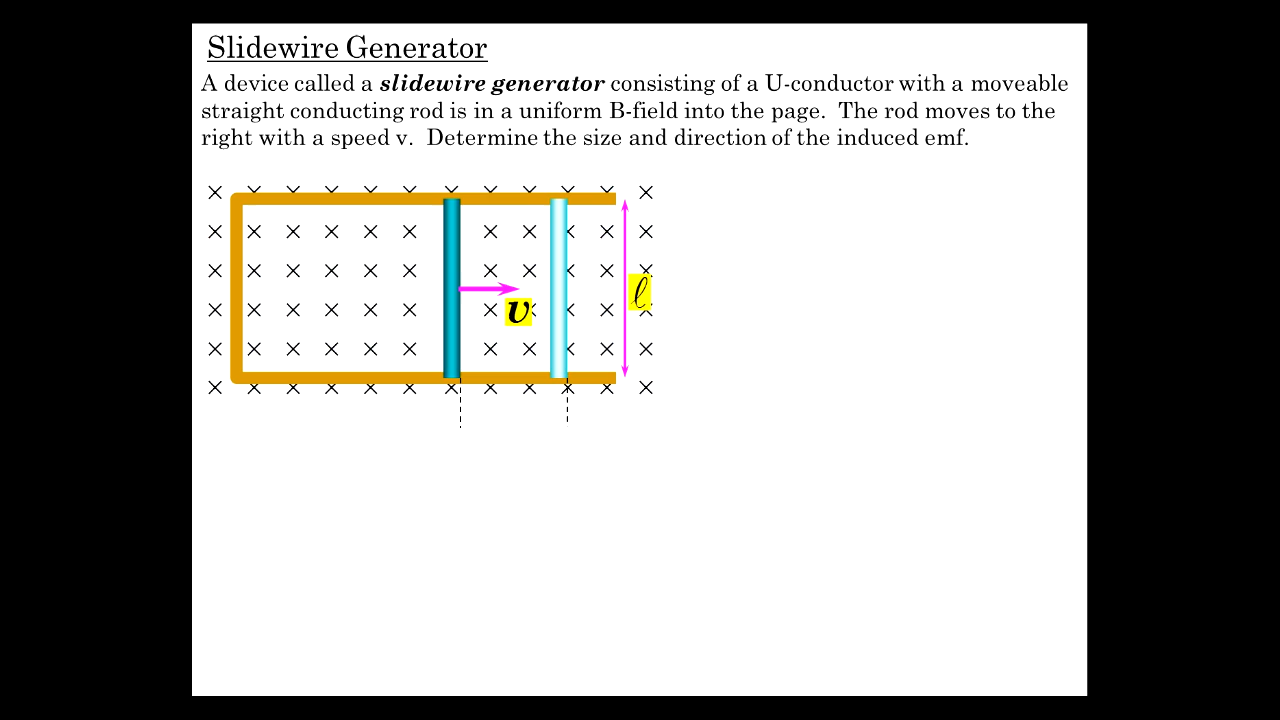 Slidewire Generator
A device called a slidewire generator consisting of a U-conductor with a moveable
straight conducting rod is in a uniform B-field into the page. The rod moves to the
right with a speed v. Determine the size and direction of the induced emf.
v
ℓ